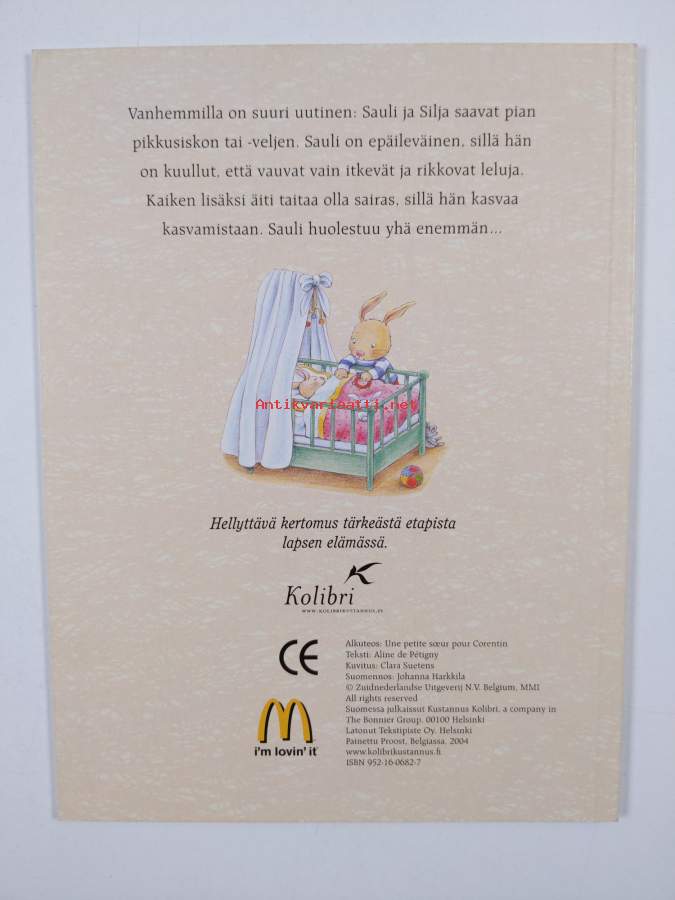 Vanhemmilla on suuri uutinen: Sauli ja Silja saavat pian
pikkusiskon tai -veljen. Sauli on epäileväinen, sillä hän
on kuullut, että vauvat vain itkevät ja rikkovat leluja.
Kaiken lisäksi äiti taitaa olla sairas, sillä hän kasvaa
kasvamistaan. Sauli huolestuu yhä enemmän...
Antikvariaatti.net
Hellyttävä kertomus tärkeästä etapista
lapsen elämässä.
Kolibri
WWW.KOLIBRIKUSTANNUS.FI
CE
i'm lovin' it
Alkuteos: Une petite sœur pour Corentin
Teksti: Aline de Pétigny
Kuvitus: Clara Suetens
Suomennos: Johanna Harkkila
© Zuidnederlandse Uitgeverij N.V. Belgium, MMI
All rights reserved
Suomessa julkaissut Kustannus Kolibri, a company in
The Bonnier Group, 00100 Helsinki
Latonut Tekstipiste Oy, Helsinki
Painettu Proost, Belgiassa, 2004
www.kolibrikustannus.fi
ISBN 952-16-0682-7